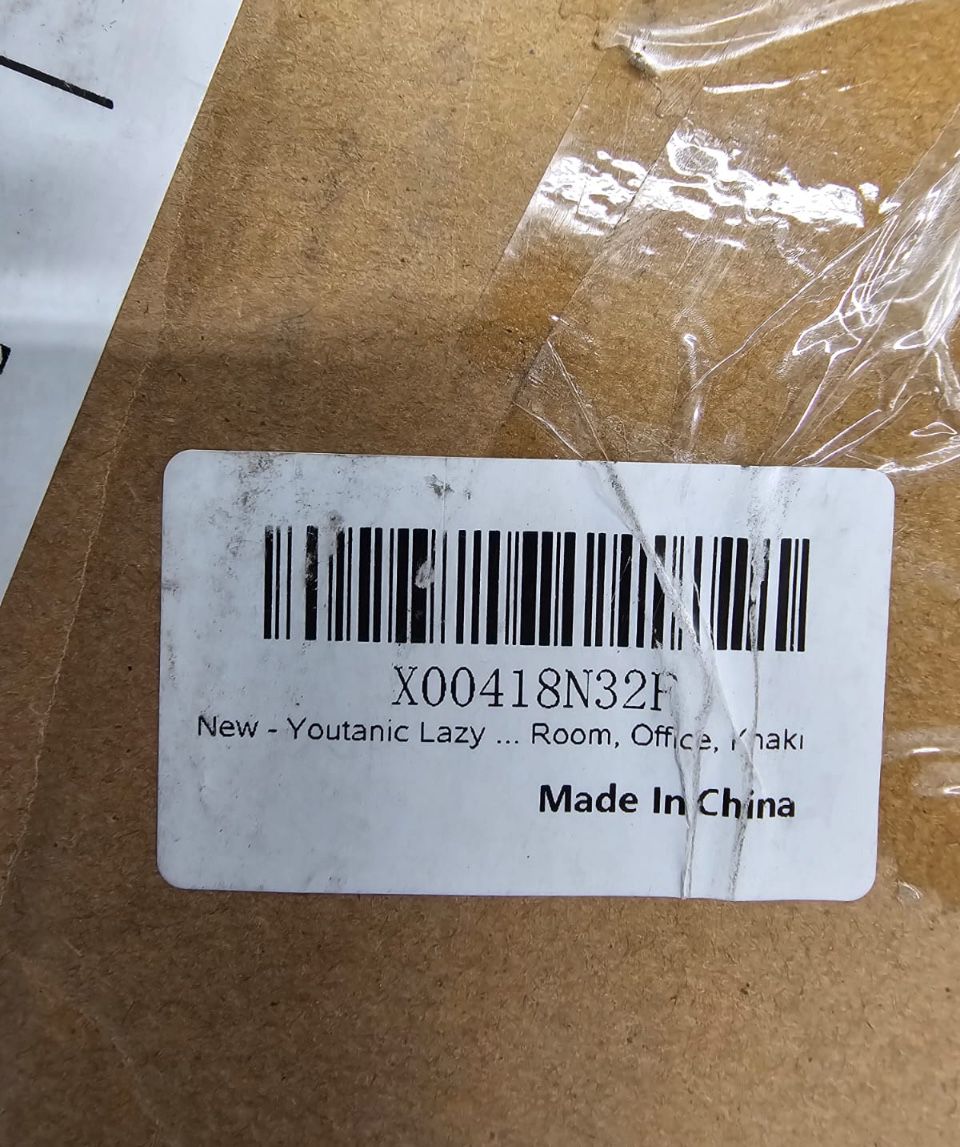 X00418N32F
New - Youtanic Lazy ... Room, Office, Khaki
Made In China